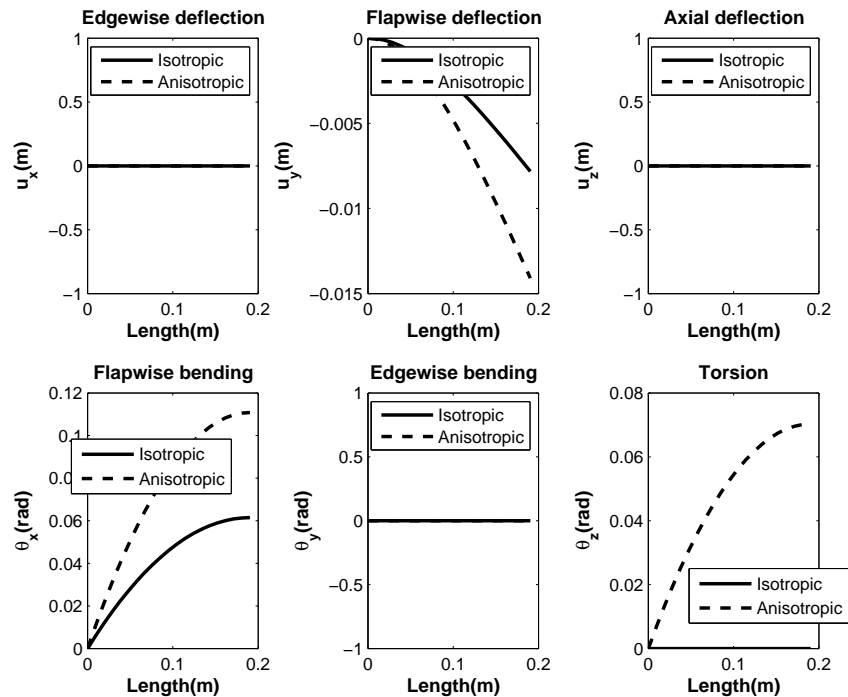 Edgewise deflection
1
0.5
0
−0.5
−1
u_x(m)
0
0.1
0.2
Length(m)
Isotropic
Anisotropic
Flapwise deflection
0
−0.005
−0.01
−0.015
u_y(m)
0
0.1
0.2
Length(m)
Isotropic
Anisotropic
Axial deflection
1
0.5
0
−0.5
−1
u_z(m)
0
0.1
0.2
Length(m)
Isotropic
Anisotropic
Flapwise bending
0.12
0.1
0.06
0.04
0.02
0
θ_x(rad)
0
0.1
0.2
Length(m)
Isotropic
Anisotropic
Edgewise bending
1
0.5
0
−0.5
−1
θ_y(rad)
0
0.1
0.2
Length(m)
Isotropic
Anisotropic
Torsion
0.08
0.06
0.04
0.02
0
θ_z(rad)
0
0.1
0.2
Length(m)
Isotropic
Anisotropic